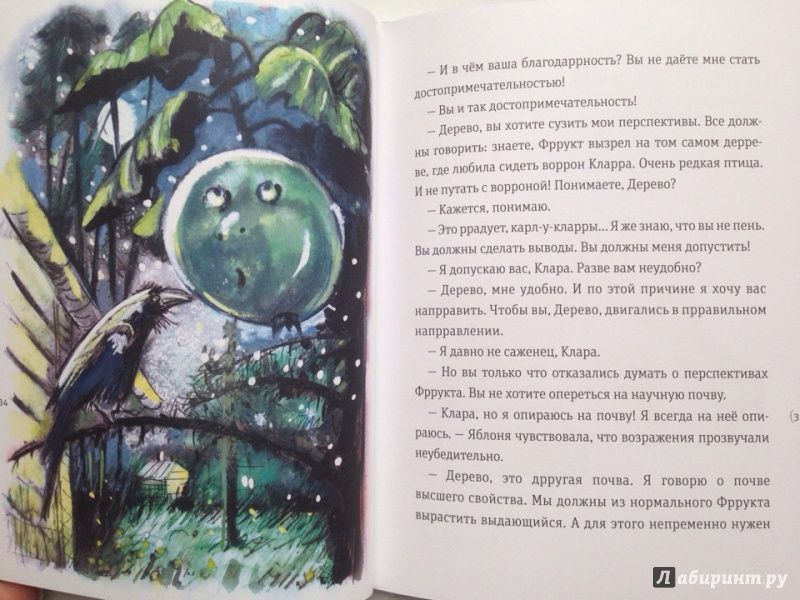 34
— И в чём ваша благодаррность? Вы не даёте мне стать
достопримечательностью!
— Вы и так достопримечательность!
— Дерево, вы хотите сузить мои перспективы. Все долж-
ны говорить: знаете, Фррукт вызрел на том самом дерре-
ве, где любила сидеть воррон Кларра. Очень редкая птица.
И не путать с ворроной! Понимаете, Дерево?
— Кажется, понимаю.
— Это ррадует, карл-у-кларры... Я же знаю, что вы не пень.
Вы должны сделать выводы. Вы должны меня допустить!
— Я допускаю вас, Клара. Разве вам неудобно?
— Дерево, мне удобно. И по этой причине я хочу вас
напрравить. Чтобы вы, Дерево, двигались в прравильном
напрравлении.
— Я давно не саженец, Клара.
— Но вы только что отказались думать о перспективах
Фррукта. Вы не хотите опереться на научную почву.
— Клара, но я опираюсь на почву! Я всегда на неё опи-
раюсь. — Яблоня чувствовала, что возражения прозвучали
неубедительно.
— Дерево, это дрругая почва. Я говорю о почве
высшего свойства. Мы должны из нормального Фррукта
вырастить выдающийся. А для этого непременно нужен
(3
Лабиринт.ру